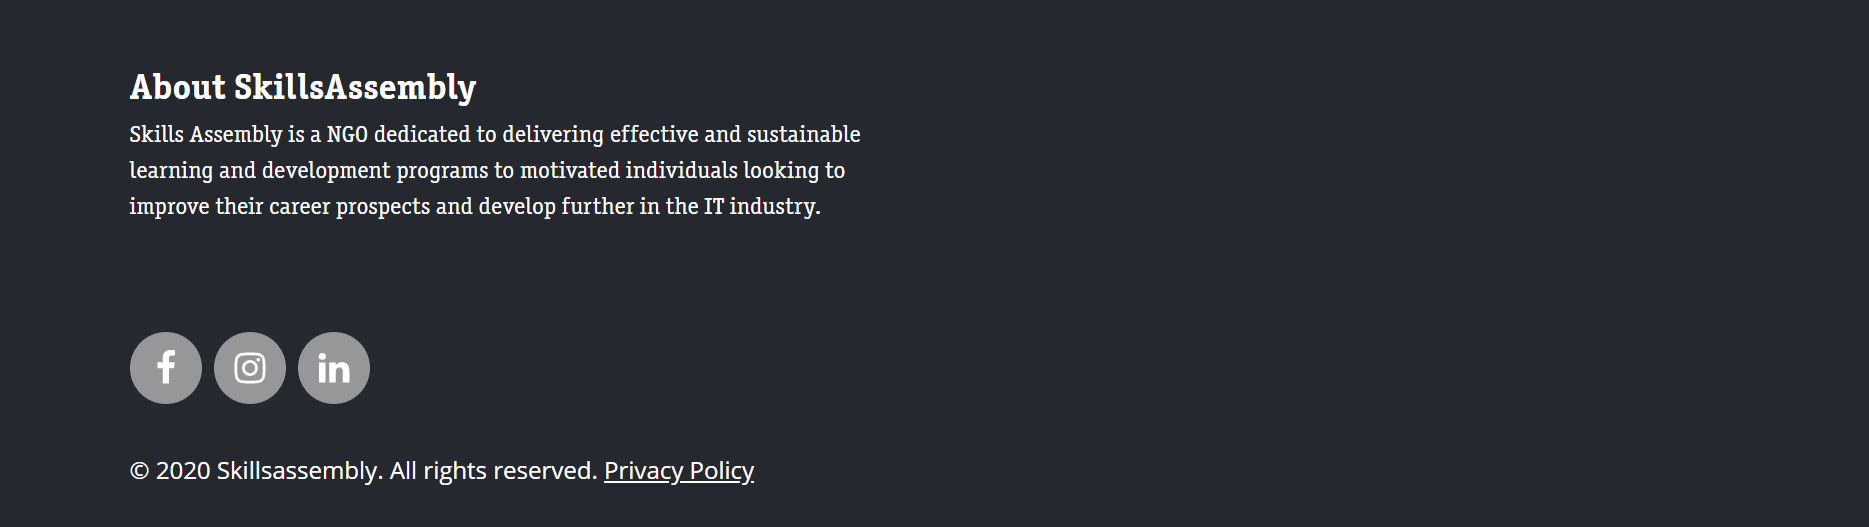 About SkillsAssembly
Skills Assembly is a NGO dedicated to delivering effective and sustainable
learning and development programs to motivated individuals looking to
improve their career prospects and develop further in the IT industry.
© 2020 Skillsassembly. All rights reserved. Privacy Policy